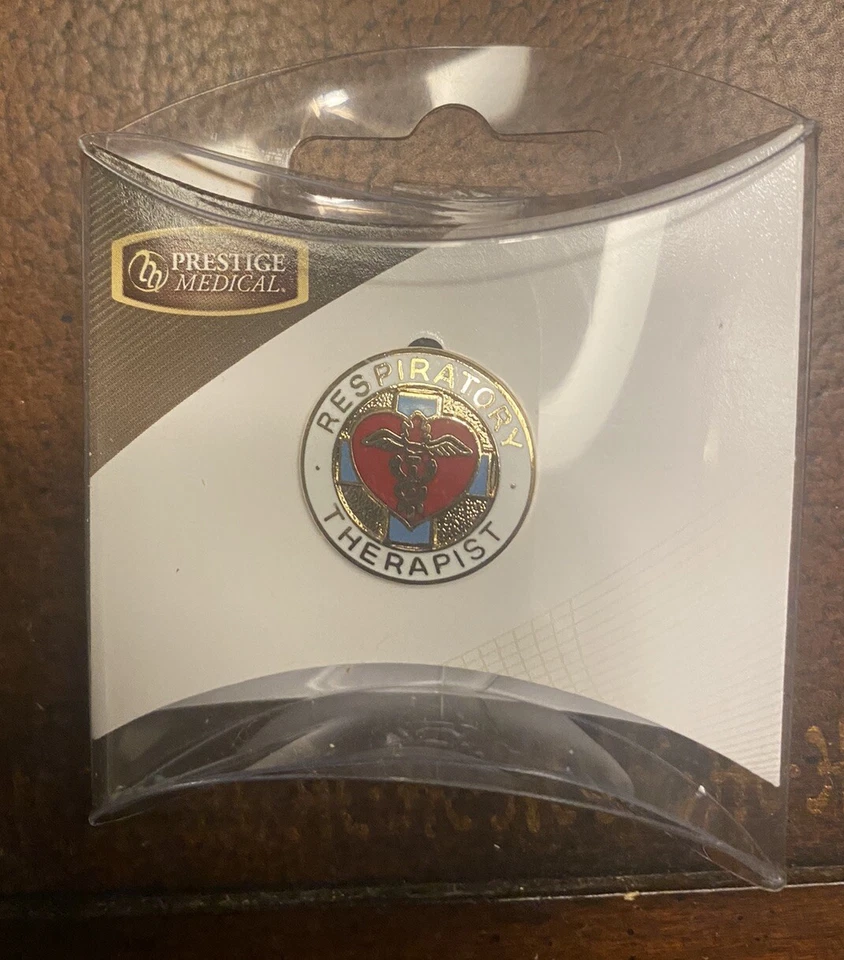 PRESTIGE
MEDICAL
RESPIRATORY
THERAPIST